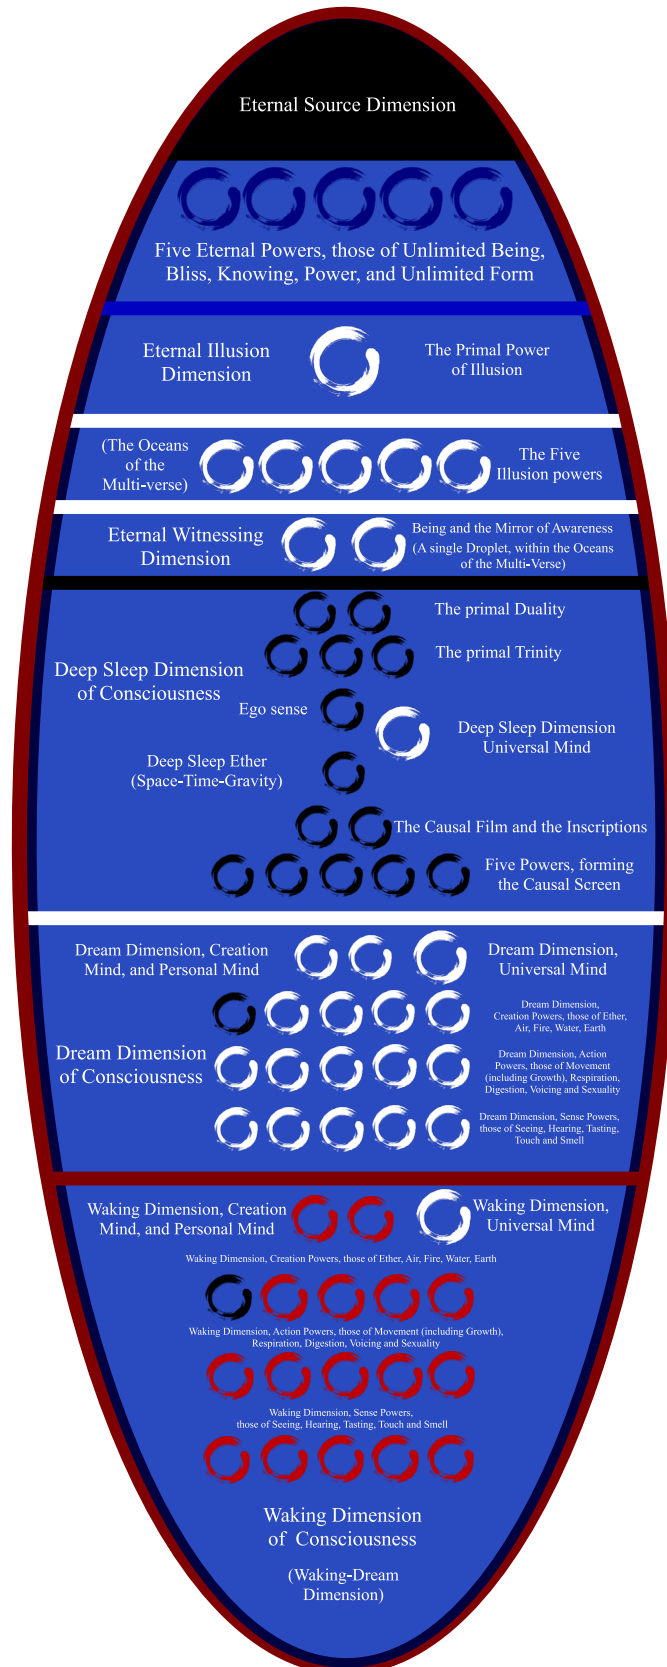 Eternal Source Dimension
Five Eternal Powers, those of Unlimited Being,
Bliss, Knowing, Power, and Unlimited Form
Eternal Illusion
Dimension
The Primal Power
of Illusion
(The Oceans
of the
Multi-verse)
The Five
Illusion powers
Eternal Witnessing
Dimension
Being and the Mirror of Awareness
(A single Droplet, within the Oceans
of the Multi-Verse)
The primal Duality
The primal Trinity
Deep Sleep Dimension
of Consciousness
Ego sense
Deep Sleep Dimension
Universal Mind
Deep Sleep Ether
(Space-Time-Gravity)
The Causal Film and the Inscriptions
Five Powers, forming
the Causal Screen
Dream Dimension, Creation
Mind, and Personal Mind
Dream Dimension,
Universal Mind
Dream Dimension,
Creation Powers, those of Ether,
Air, Fire, Water, Earth
Dream Dimension
of Consciousness
Dream Dimension, Action
Powers, those of Movement
(including Growth), Respiration,
Digestion, Voicing and Sexuality
Dream Dimension, Sense Powers,
those of Seeing, Hearing, Tasting,
Touch and Smell
Waking Dimension, Creation
Mind, and Personal Mind
Waking Dimension,
Universal Mind
Waking Dimension, Creation Powers, those of Ether, Air, Fire, Water, Earth
Waking Dimension, Action Powers, those of Movement (including Growth),
Respiration, Digestion, Voicing and Sexuality
Waking Dimension, Sense Powers,
those of Seeing, Hearing, Tasting, Touch and Smell
Waking Dimension
of Consciousness
(Waking-Dream
Dimension)